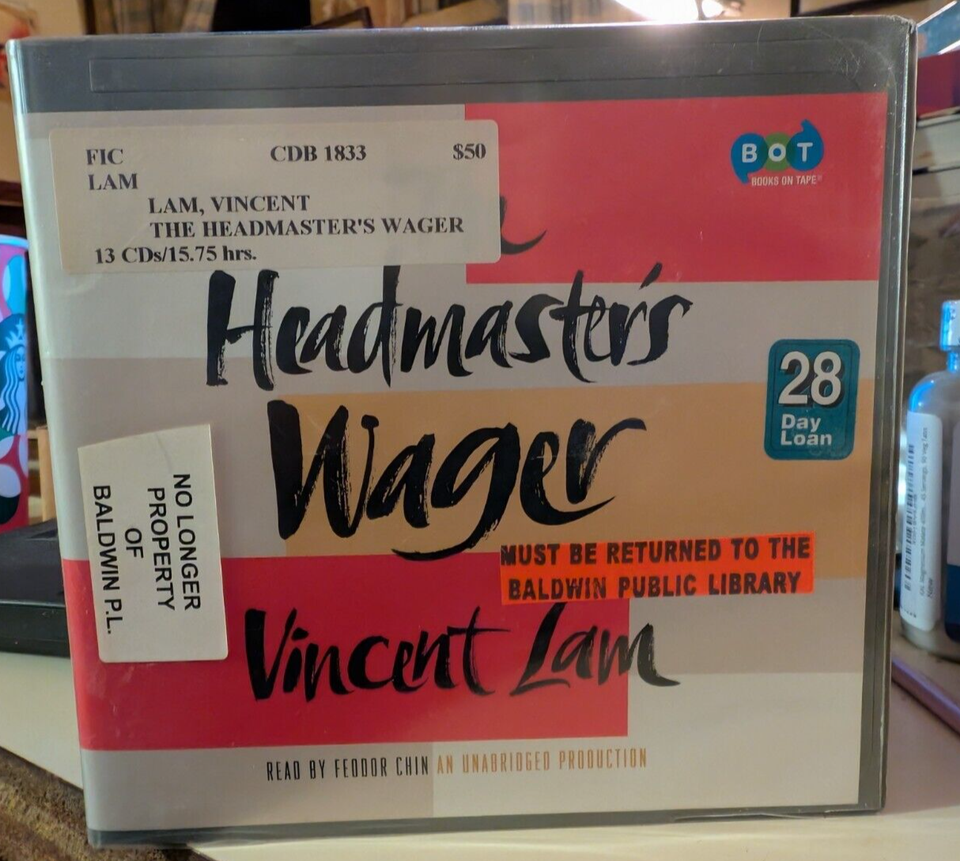 FIC CDB 1833 $50
LAM
LAM, VINCENT
THE HEADMASTER'S WAGER
13 CDs/15.75 hrs.
BOT
BOOKS ON TAPE®
Headmaster's
Wager
28
Day
Loan
NO LONGER
PROPERTY
OF
BALDWIN P.L.
MUST BE RETURNED TO THE
BALDWIN PUBLIC LIBRARY
Vincent Lam
READ BY FEODOR CHIN AN UNABRIDGED PRODUCTION